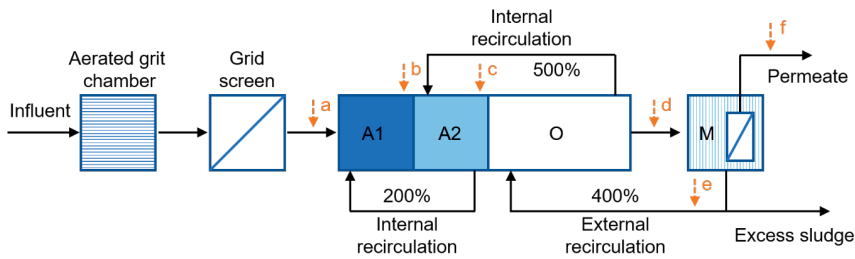 Internal
recirculation
500%
f
Aerated grit
chamber
Grid
screen
b
c
Permeate
Influent
a
d
A1
A2
O
M
200%
400%
e
Internal
recirculation
External
recirculation
Excess sludge